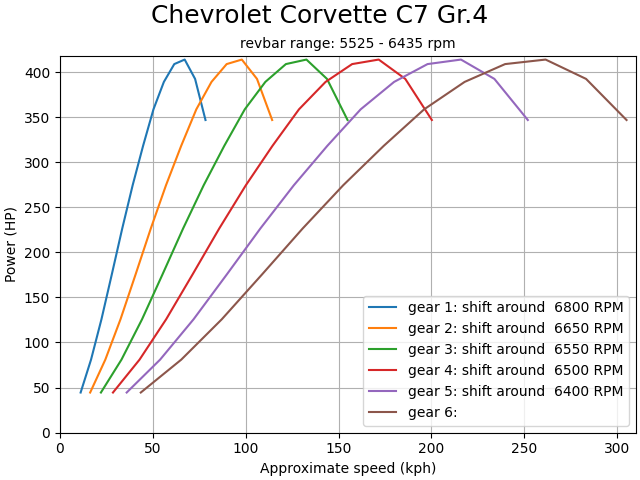 Chevrolet Corvette C7 Gr.4
revbar range: 5525 - 6435 rpm
400
350
300
250
200
150
100
50
0
Power (HP)
gear 1: shift around  6800 RPM
gear 2: shift around  6650 RPM
gear 3: shift around  6550 RPM
gear 4: shift around  6500 RPM
gear 5: shift around  6400 RPM
gear 6:
0 50 100 150 200 250 300
Approximate speed (kph)